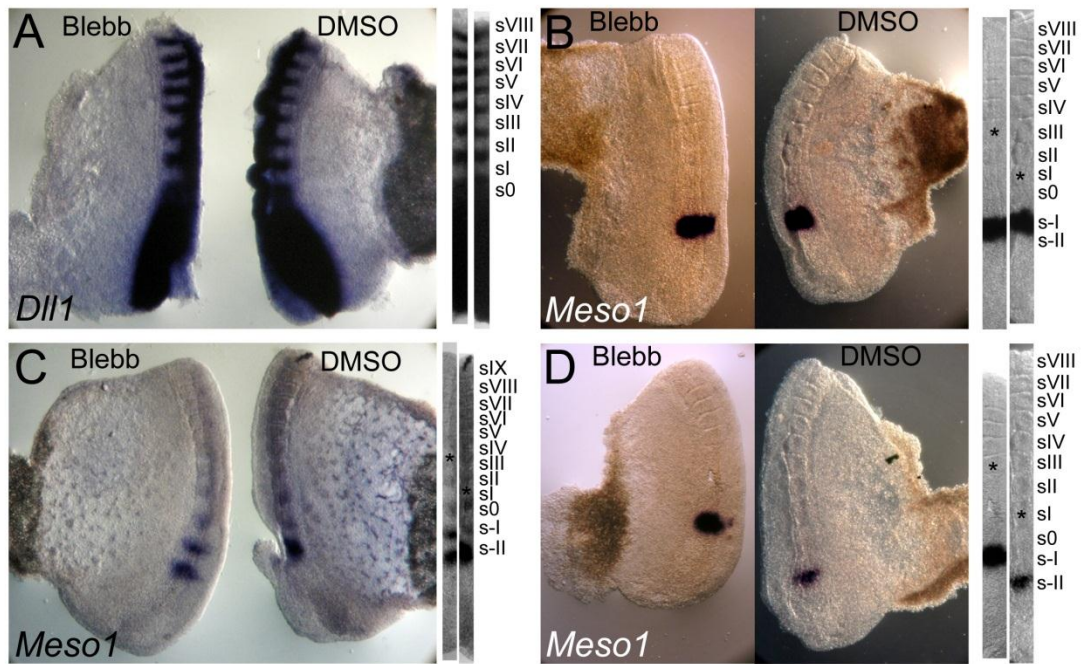 A Blebb DMSO
sVIII
sVII
sVI
sV
sIV
sIII
sII
sI
s0
Dll1
B Blebb DMSO
sVIII
sVII
sVI
sV
sIV
*
sIII
sII
sI
*
s0
s-I
s-II
Meso1
C Blebb DMSO
sIX
sVIII
sVII
sVI
sV
sIV
*
sIII
sII
*
sI
s0
s-I
s-II
Meso1
D Blebb DMSO
sVIII
sVII
sVI
sV
sIV
*
sIII
sII
*
sI
s0
s-I
s-II
Meso1